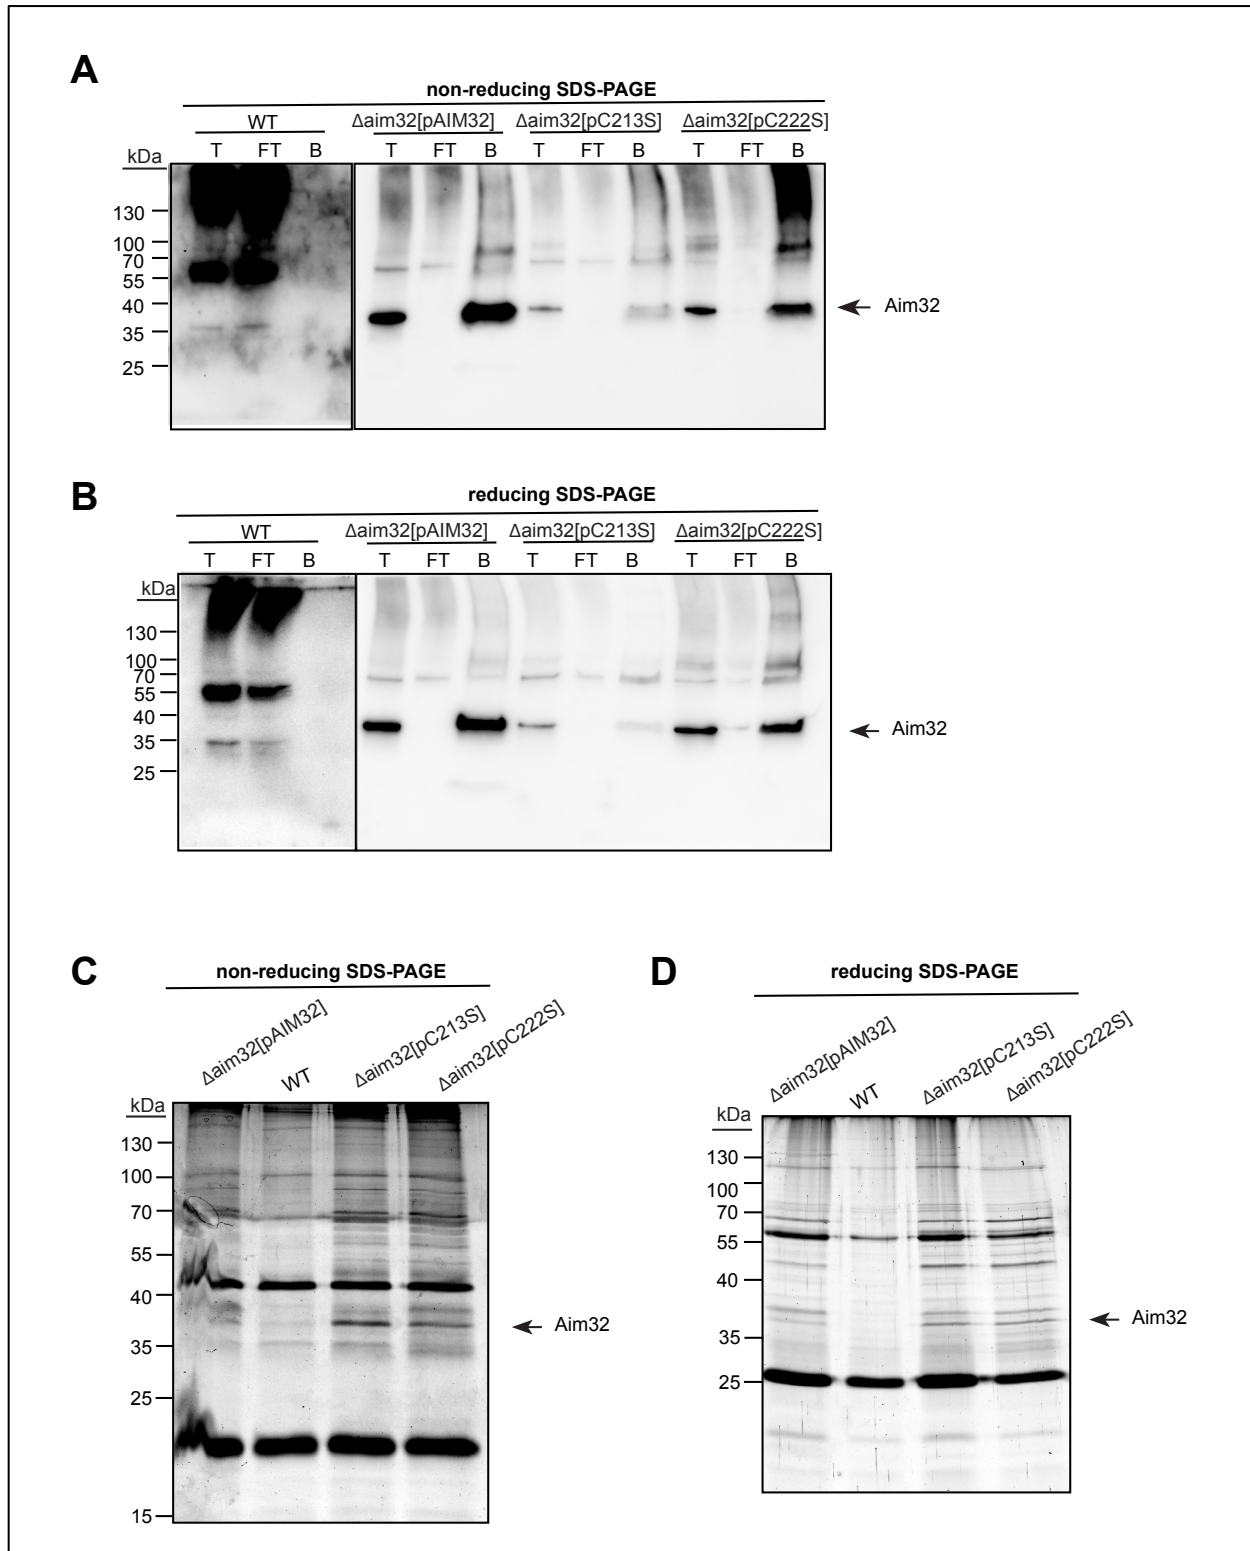 A
non-reducing SDS-PAGE
WT Δaim32[pAIM32] Δaim32[pC213S] Δaim32[pC222S]
kDa T FT B T FT B T FT B T FT B
130
100
70
55
40
Aim32
35
25
B
reducing SDS-PAGE
WT Δaim32[pAIM32] Δaim32[pC213S] Δaim32[pC222S]
T FT B T FT B T FT B T FT B
kDa
130
100
70
55
40
Aim32
35
25
C
non-reducing SDS-PAGE
Δaim32[pAIM32] WT Δaim32[pC213S] Δaim32[pC222S]
kDa
130
100
70
55
40
Aim32
35
25
15
D
reducing SDS-PAGE
Δaim32[pAIM32] WT Δaim32[pC213S] Δaim32[pC222S]
kDa
130
100
70
55
40
Aim32
35
25